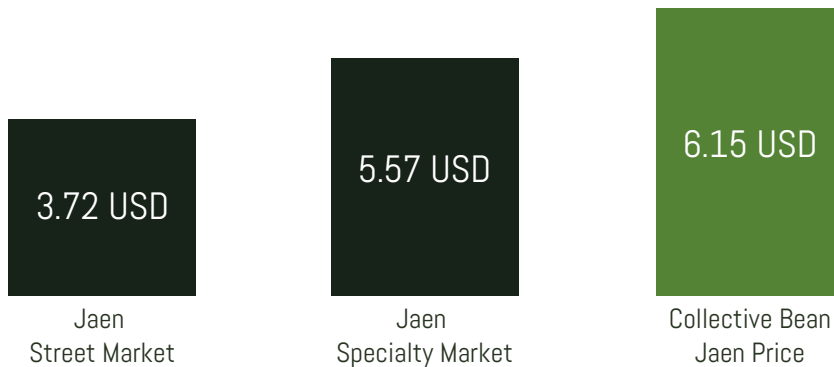 3.72 USD
5.57 USD
6.15 USD
Jaen
Street Market
Jaen
Specialty Market
Collective Bean
Jaen Price